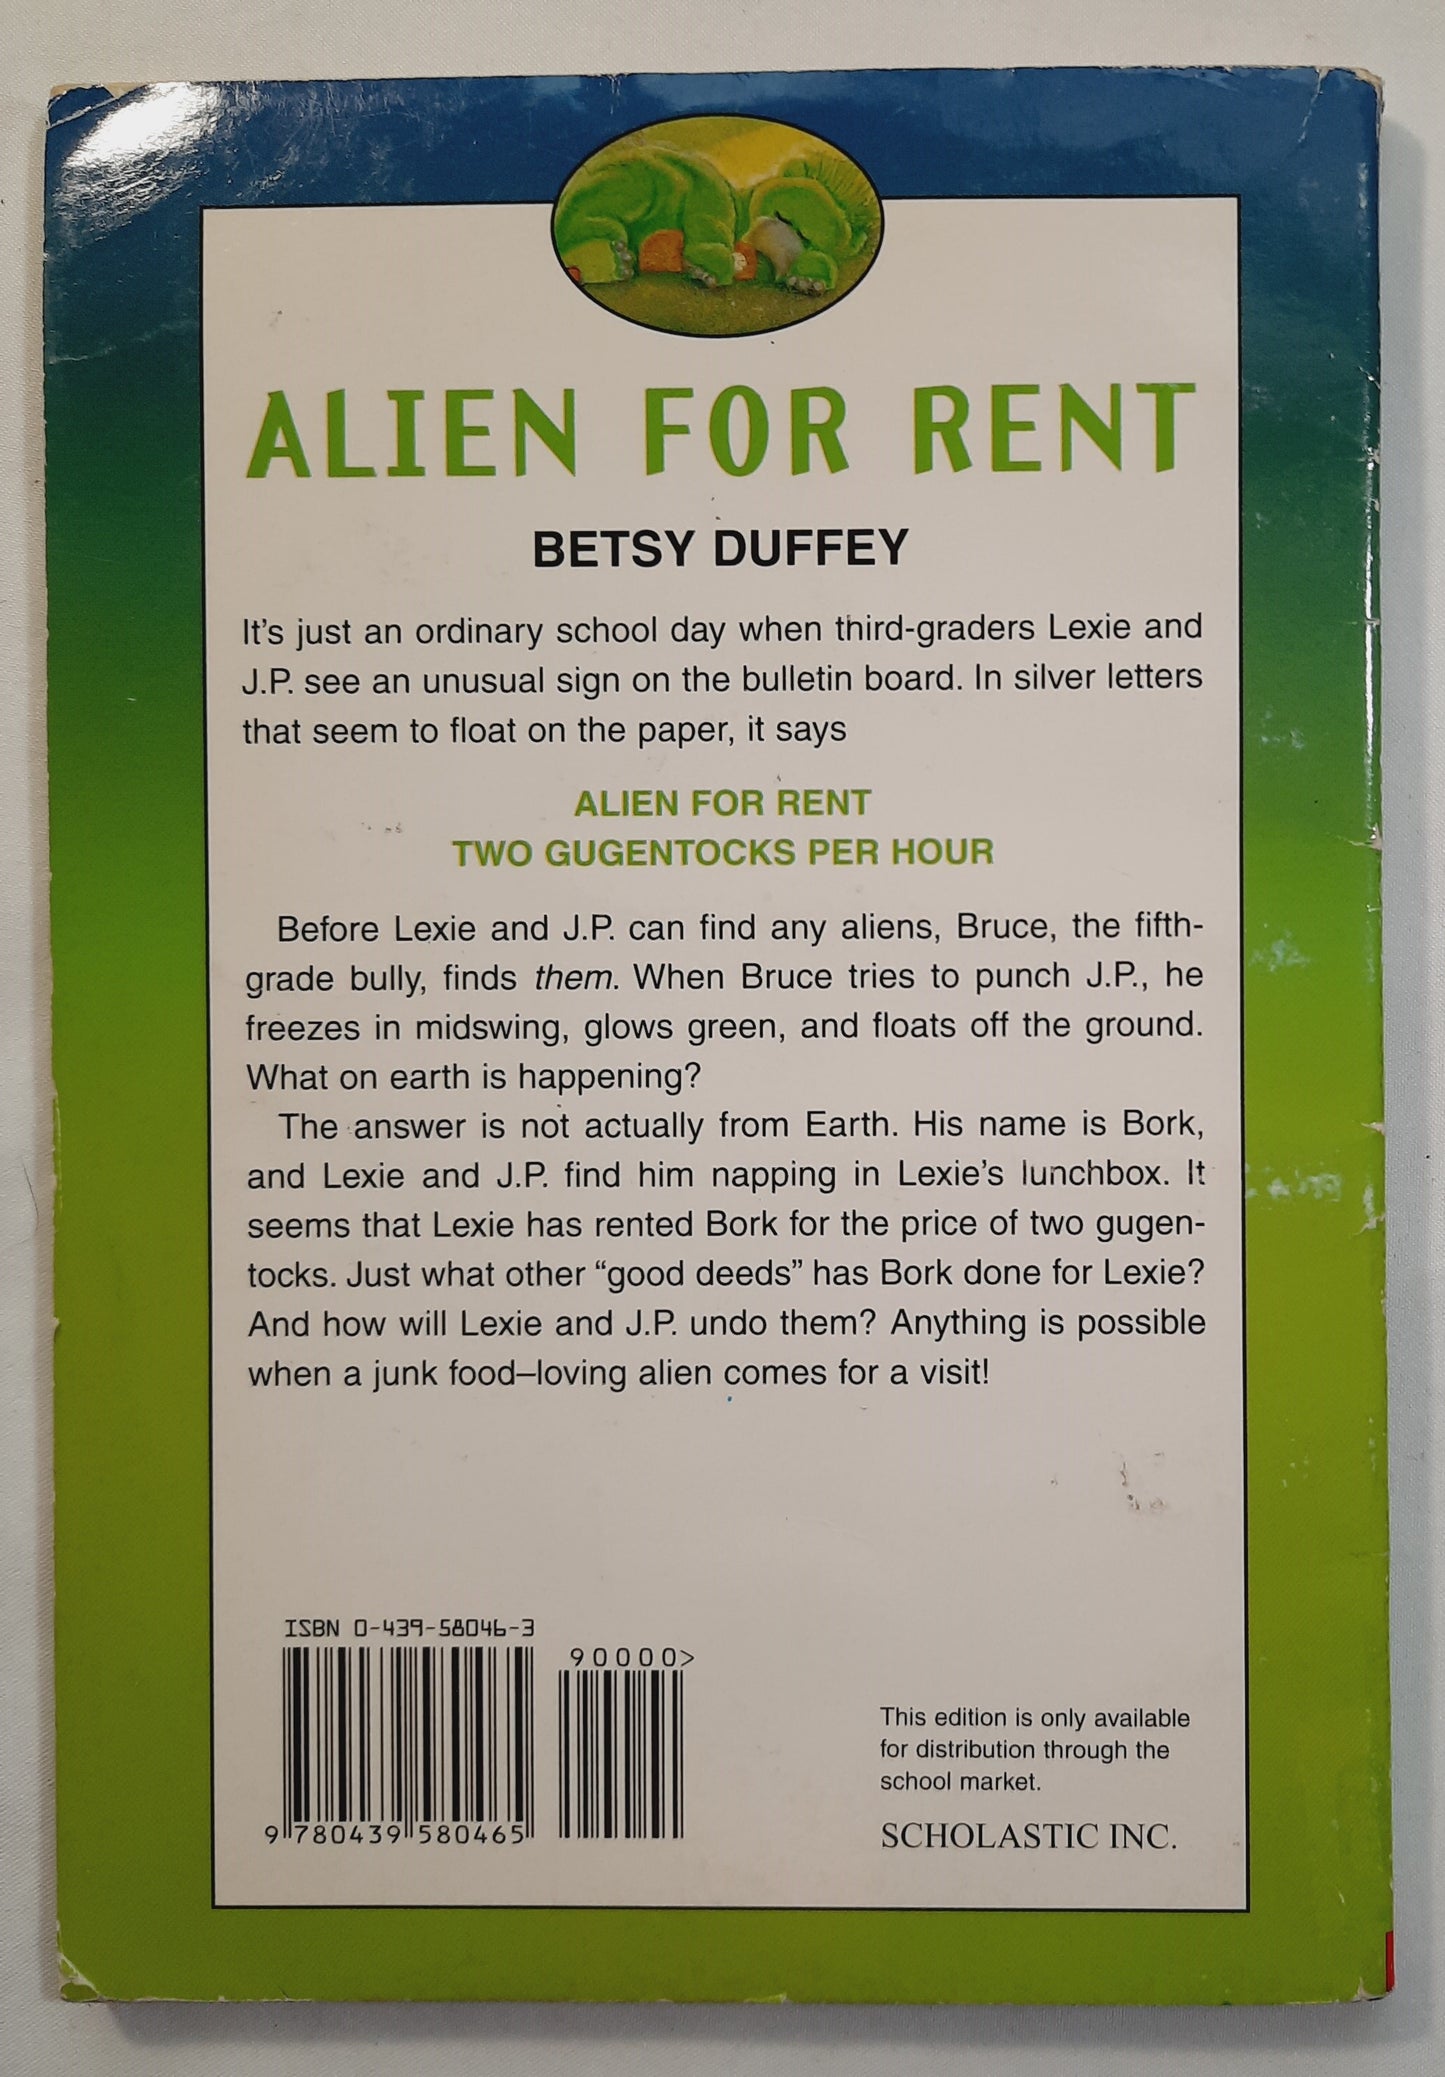 ALIEN FOR RENT
BETSY DUFFEY
It's just an ordinary school day when third-graders Lexie and
J.P. see an unusual sign on the bulletin board. In silver letters
that seem to float on the paper, it says
ALIEN FOR RENT
TWO GUGENTOCKS PER HOUR
Before Lexie and J.P. can find any aliens, Bruce, the fifth-
grade bully, finds them. When Bruce tries to punch J.P., he
freezes in midswing, glows green, and floats off the ground.
What on earth is happening?
The answer is not actually from Earth. His name is Bork,
and Lexie and J.P. find him napping in Lexie's lunchbox. It
seems that Lexie has rented Bork for the price of two gugen-
tocks. Just what other “good deeds” has Bork done for Lexie?
And how will Lexie and J.P. undo them? Anything is possible
when a junk food–loving alien comes for a visit!
ISBN 0-439-58046-3
90000>
9 780439 580465
This edition is only available
for distribution through the
school market.
SCHOLASTIC INC.